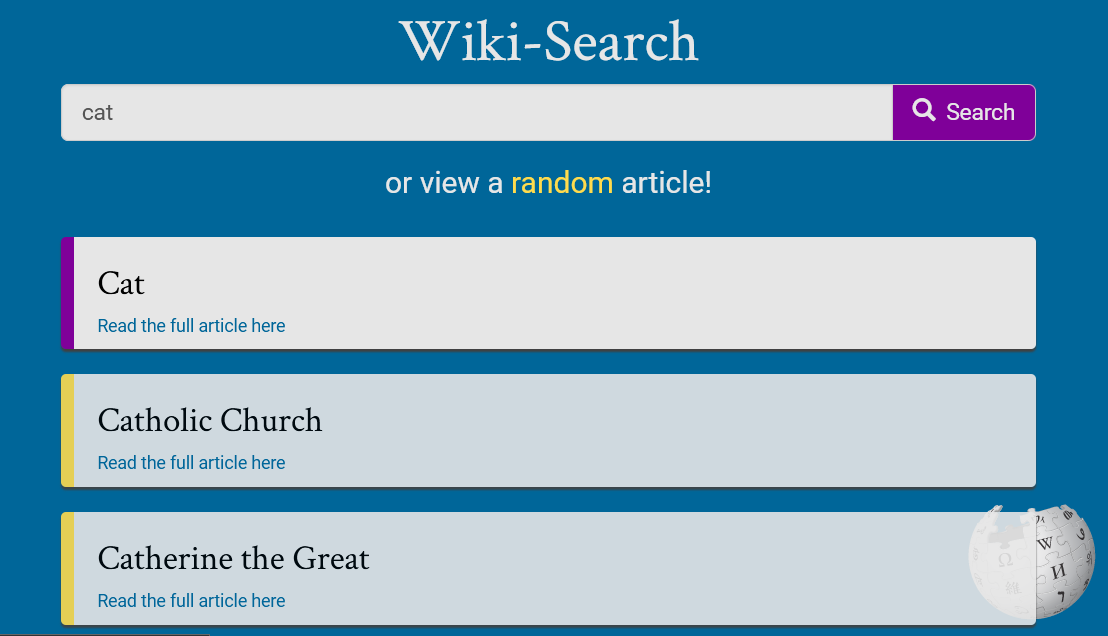 Wiki-Search
cat
Search
or view a random article!
Cat
Read the full article here
Catholic Church
Read the full article here
Catherine the Great
Read the full article here
Ω
W
И